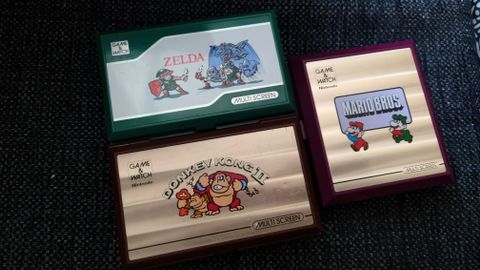 GAME
&
WATCH
ZELDA
MULTI SCREEN
GAME
&
WATCH
Nintendo
DONKEY KONG II
MULTI SCREEN
GAME
&
WATCH
Nintendo
MARIO BROS.
MULTI SCREEN